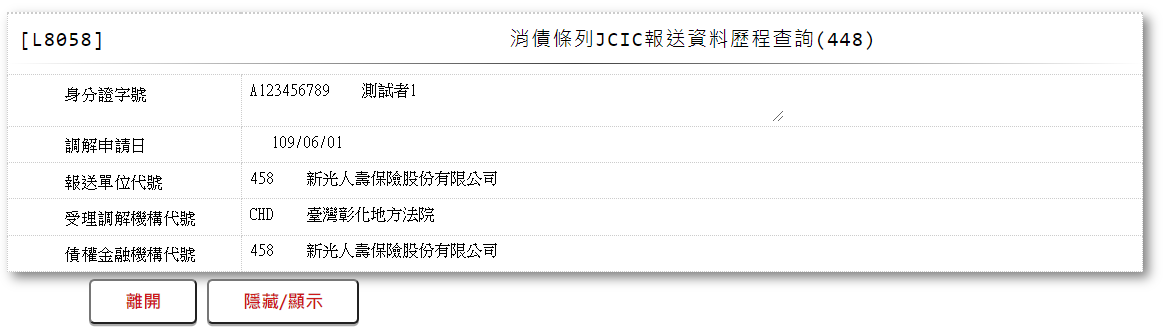 [L8058] 消債條列JCIC報送資料歷程查詢(448)
身分證字號 A123456789 測試者1
調解申請日 109/06/01
報送單位代號 458 新光人壽保險股份有限公司
受理調解機構代號 CHD 臺灣彰化地方法院
債權金融機構代號 458 新光人壽保險股份有限公司
離開 隱藏/顯示